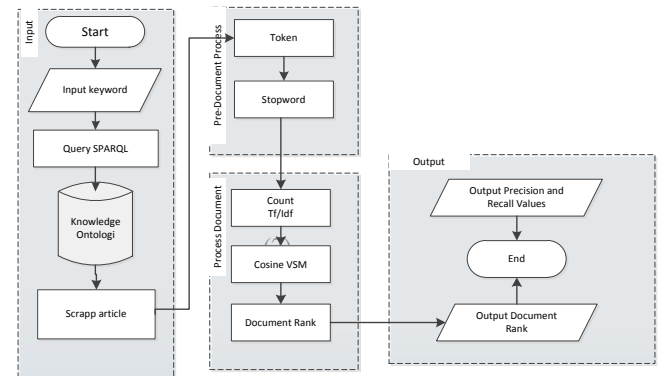 Input
Start
Input keyword
Query SPARQL
Knowledge
Ontologi
Scrapp article
Pre-Document Process
Token
Stopword
Process Document
Count
Tf/Idf
Cosine VSM
Document Rank
Output
Output Precision and
Recall Values
End
Output Document
Rank